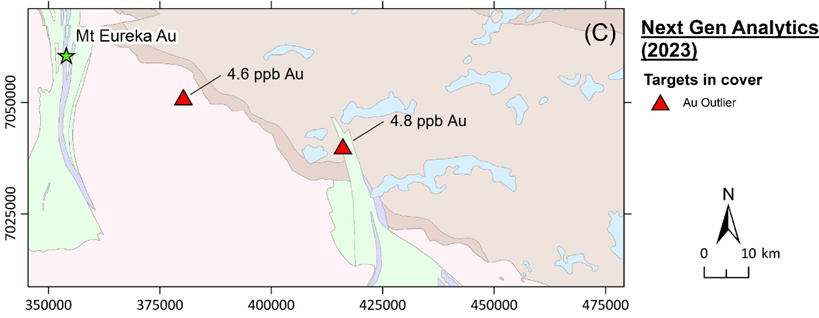 (C)
Mt Eureka Au
4.6 ppb Au
4.8 ppb Au
7050000
7025000
350000
375000
400000
425000
450000
475000
Next Gen Analytics
(2023)
Targets in cover
Au Outlier
N
0
10 km